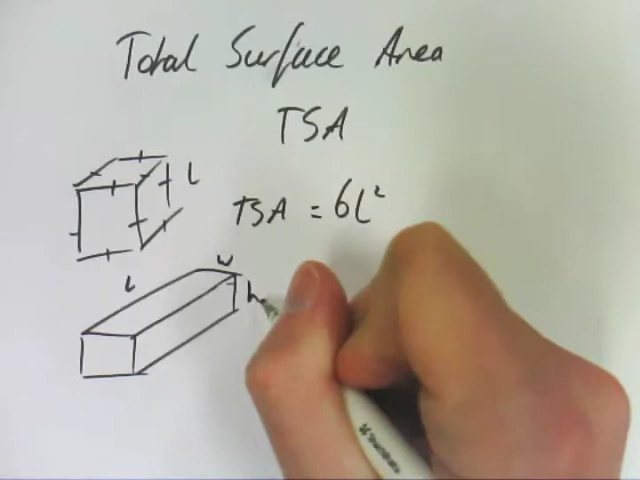 Total Surface Area
TSA
L
TSA = 6L²
L
w
h